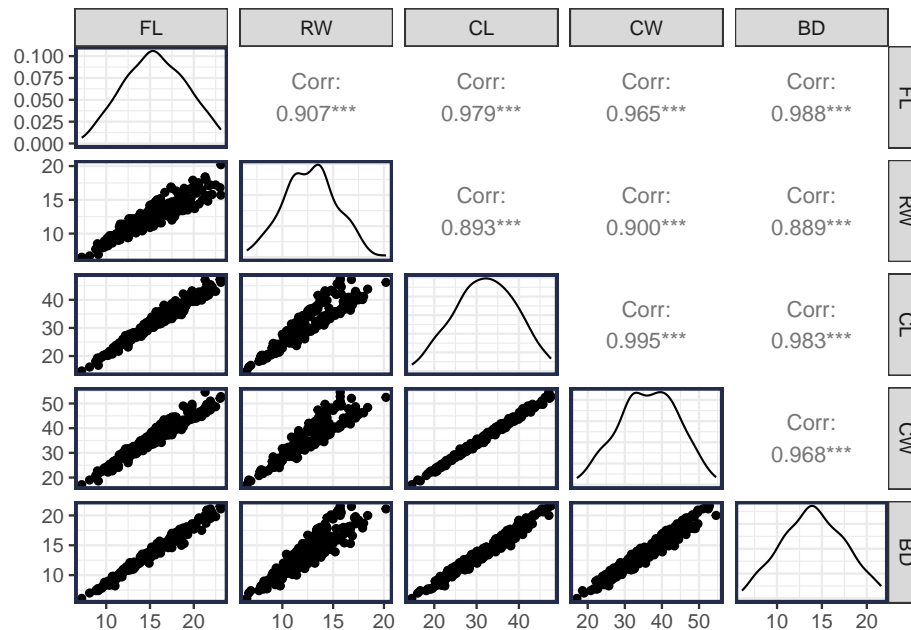 FL RW CL CW BD
0.100
0.075
0.050
0.025
0.000
Corr:
0.907***
Corr:
0.979***
Corr:
0.965***
Corr:
0.988***
FL
20
15
10
Corr:
0.893***
Corr:
0.900***
Corr:
0.889***
RW
40
30
20
Corr:
0.995***
Corr:
0.983***
CL
50
40
30
20
Corr:
0.968***
CW
20
15
10
BD
10 15 20 10 15 20 20 30 40 20 30 40 50 10 15 20